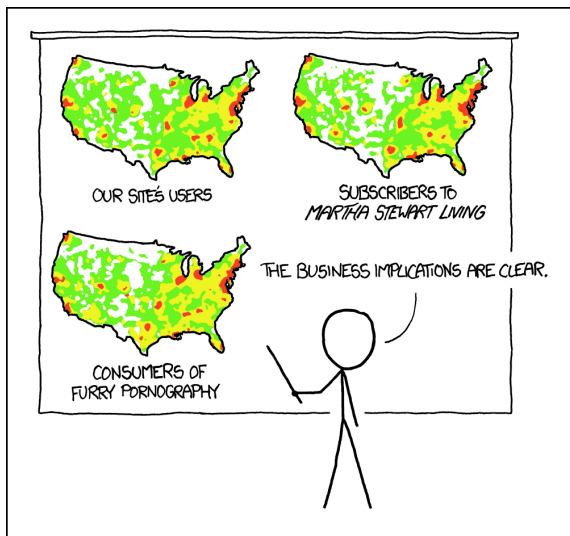 OUR SITE'S USERS
SUBSCRIBERS TO
MARTHA STEWART LIVING
THE BUSINESS IMPLICATIONS ARE CLEAR.
CONSUMERS OF
FURRY PORNOGRAPHY